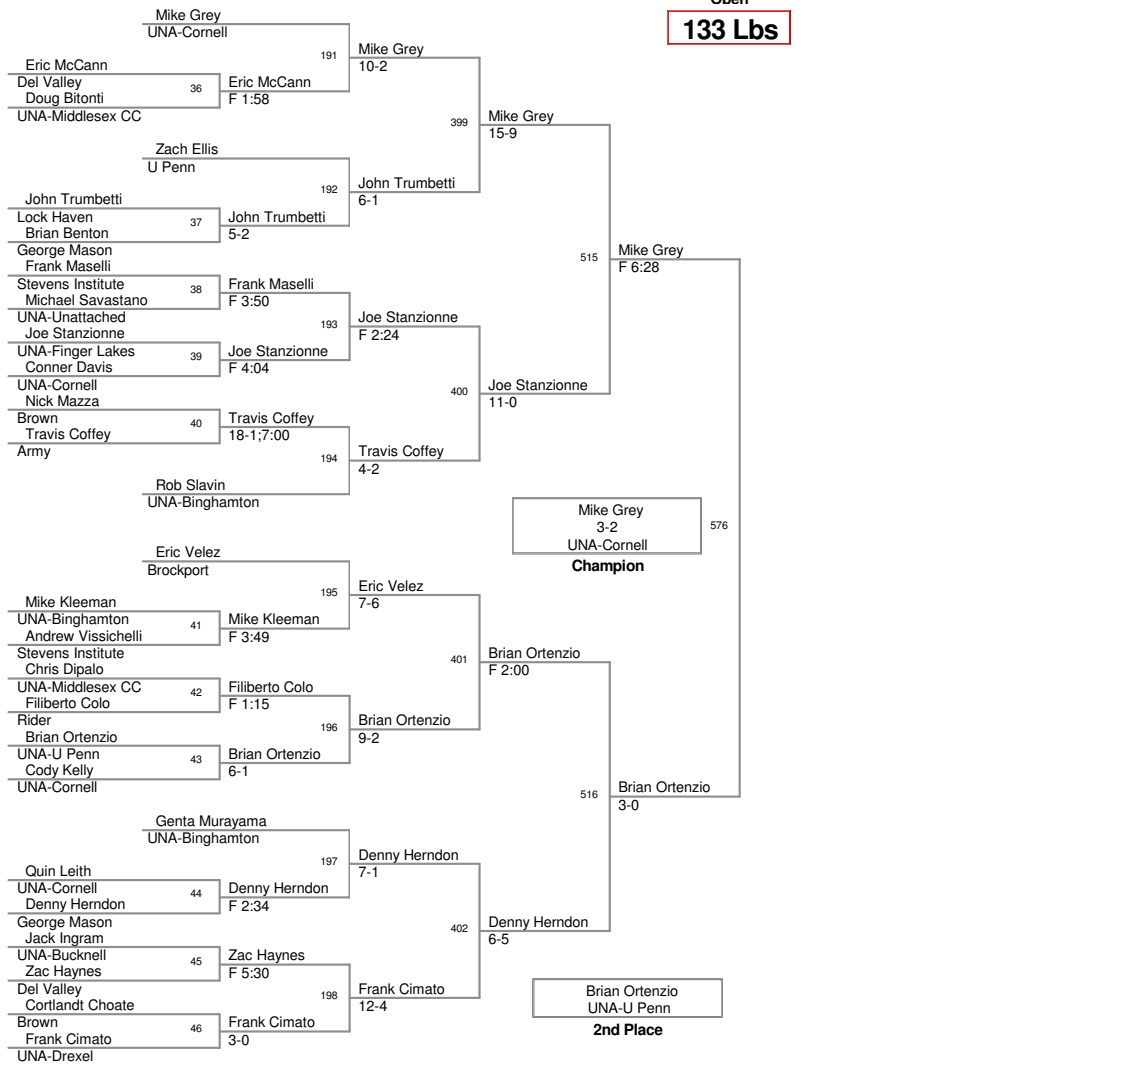 Open
133 Lbs
Mike Grey
UNA-Cornell
191
Mike Grey
10-2
Eric McCann
Del Valley
36
Eric McCann
F 1:58
Doug Bitonti
UNA-Middlesex CC
399
Mike Grey
15-9
Zach Ellis
U Penn
192
John Trumbetti
6-1
John Trumbetti
Lock Haven
37
John Trumbetti
5-2
Brian Benton
George Mason
515
Mike Grey
F 6:28
Frank Maselli
Stevens Institute
38
Frank Maselli
F 3:50
Michael Savastano
UNA-Unattached
193
Joe Stanzionne
F 2:24
Joe Stanzionne
UNA-Finger Lakes
39
Joe Stanzionne
F 4:04
Conner Davis
UNA-Cornell
400
Joe Stanzionne
11-0
Nick Mazza
Brown
40
Travis Coffey
18-1;7:00
Travis Coffey
Army
194
Travis Coffey
4-2
Rob Slavin
UNA-Binghamton
Mike Grey
3-2
UNA-Cornell
576
Champion
Eric Velez
Brockport
195
Eric Velez
7-6
Mike Kleeman
UNA-Binghamton
41
Mike Kleeman
F 3:49
Andrew Vissichelli
Stevens Institute
401
Brian Ortenzio
F 2:00
Chris Dipalo
UNA-Middlesex CC
42
Filiberto Colo
F 1:15
Filiberto Colo
Rider
196
Brian Ortenzio
9-2
Brian Ortenzio
UNA-U Penn
43
Brian Ortenzio
6-1
Cody Kelly
UNA-Cornell
516
Brian Ortenzio
3-0
Genta Murayama
UNA-Binghamton
197
Denny Herndon
7-1
Quin Leith
UNA-Cornell
44
Denny Herndon
F 2:34
Denny Herndon
George Mason
402
Denny Herndon
6-5
Jack Ingram
UNA-Bucknell
45
Zac Haynes
F 5:30
Zac Haynes
Del Valley
198
Frank Cimato
12-4
Cortlandt Choate
Brown
46
Frank Cimato
3-0
Frank Cimato
UNA-Drexel
Brian Ortenzio
UNA-U Penn
2nd Place